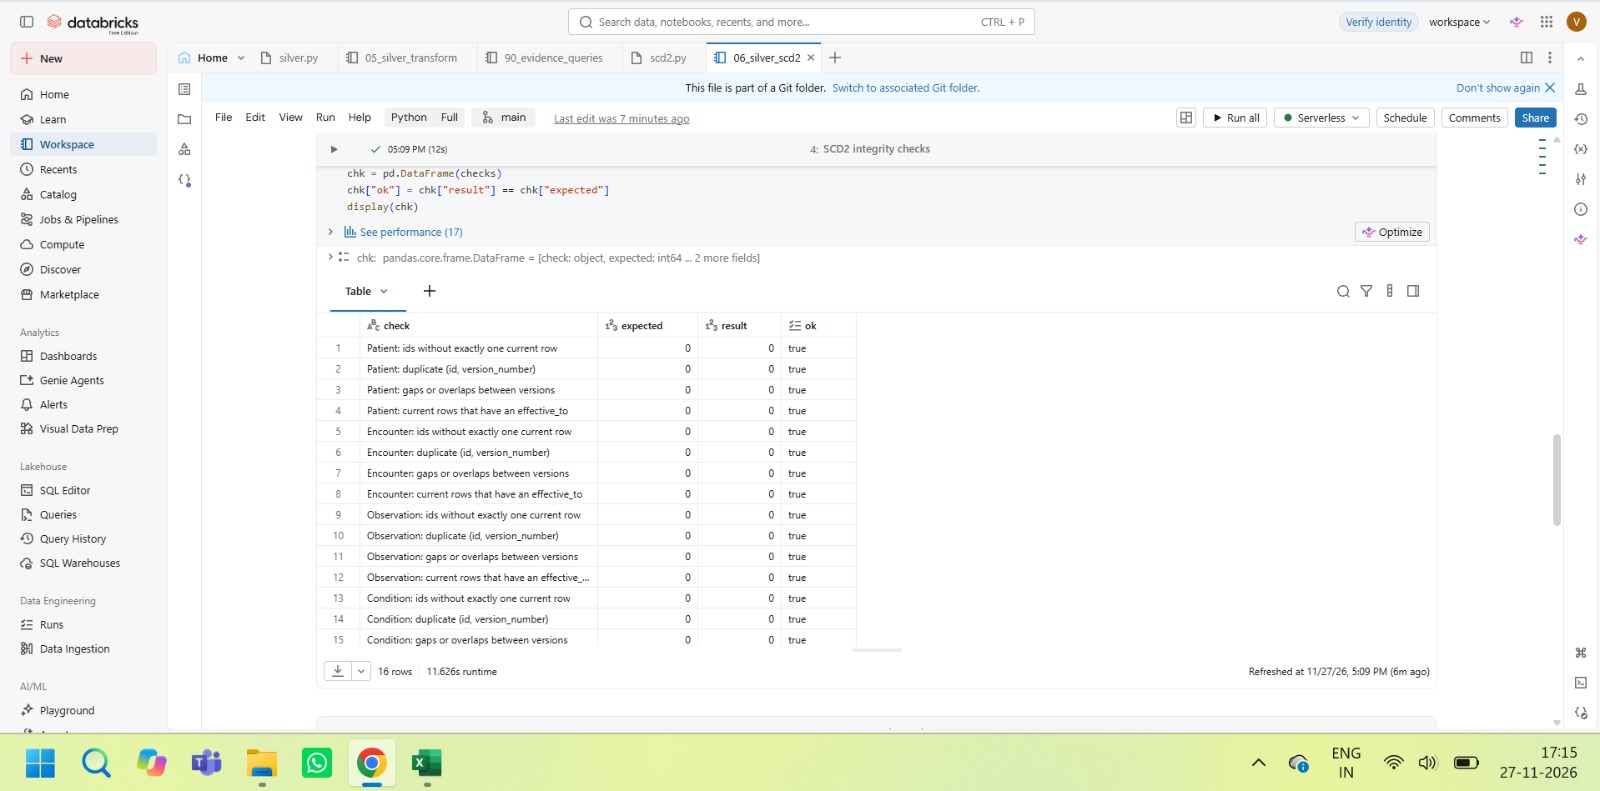 databricks
Free Edition
Search data, notebooks, recents, and more...
CTRL + P
Verify identity
workspace
V
New
Home
silver.py
05_silver_transform
90_evidence_queries
scd2.py
06_silver_scd2
This file is part of a Git folder. Switch to associated Git folder.
Don't show again
File Edit View Run Help Python Full main Last edit was 7 minutes ago
Run all Serverless Schedule Comments Share
Home
Learn
Workspace
Recents
Catalog
Jobs & Pipelines
Compute
Discover
Marketplace
Analytics
Dashboards
Genie Agents
Alerts
Visual Data Prep
Lakehouse
SQL Editor
Queries
Query History
SQL Warehouses
Data Engineering
Runs
Data Ingestion
AI/ML
Playground
05:09 PM (12s)
4: SCD2 integrity checks
chk = pd.DataFrame(checks)
chk["ok"] = chk["result"] == chk["expected"]
display(chk)
See performance (17)
Optimize
chk: pandas.core.frame.DataFrame = [check: object, expected: int64 ... 2 more fields]
Table
check expected result ok
1 Patient: ids without exactly one current row 0 0 true
2 Patient: duplicate (id, version_number) 0 0 true
3 Patient: gaps or overlaps between versions 0 0 true
4 Patient: current rows that have an effective_to 0 0 true
5 Encounter: ids without exactly one current row 0 0 true
6 Encounter: duplicate (id, version_number) 0 0 true
7 Encounter: gaps or overlaps between versions 0 0 true
8 Encounter: current rows that have an effective_to 0 0 true
9 Observation: ids without exactly one current row 0 0 true
10 Observation: duplicate (id, version_number) 0 0 true
11 Observation: gaps or overlaps between versions 0 0 true
12 Observation: current rows that have an effective_... 0 0 true
13 Condition: ids without exactly one current row 0 0 true
14 Condition: duplicate (id, version_number) 0 0 true
15 Condition: gaps or overlaps between versions 0 0 true
16 rows 11.626s runtime
Refreshed at 11/27/26, 5:09 PM (6m ago)
ENG
IN
17:15
27-11-2026